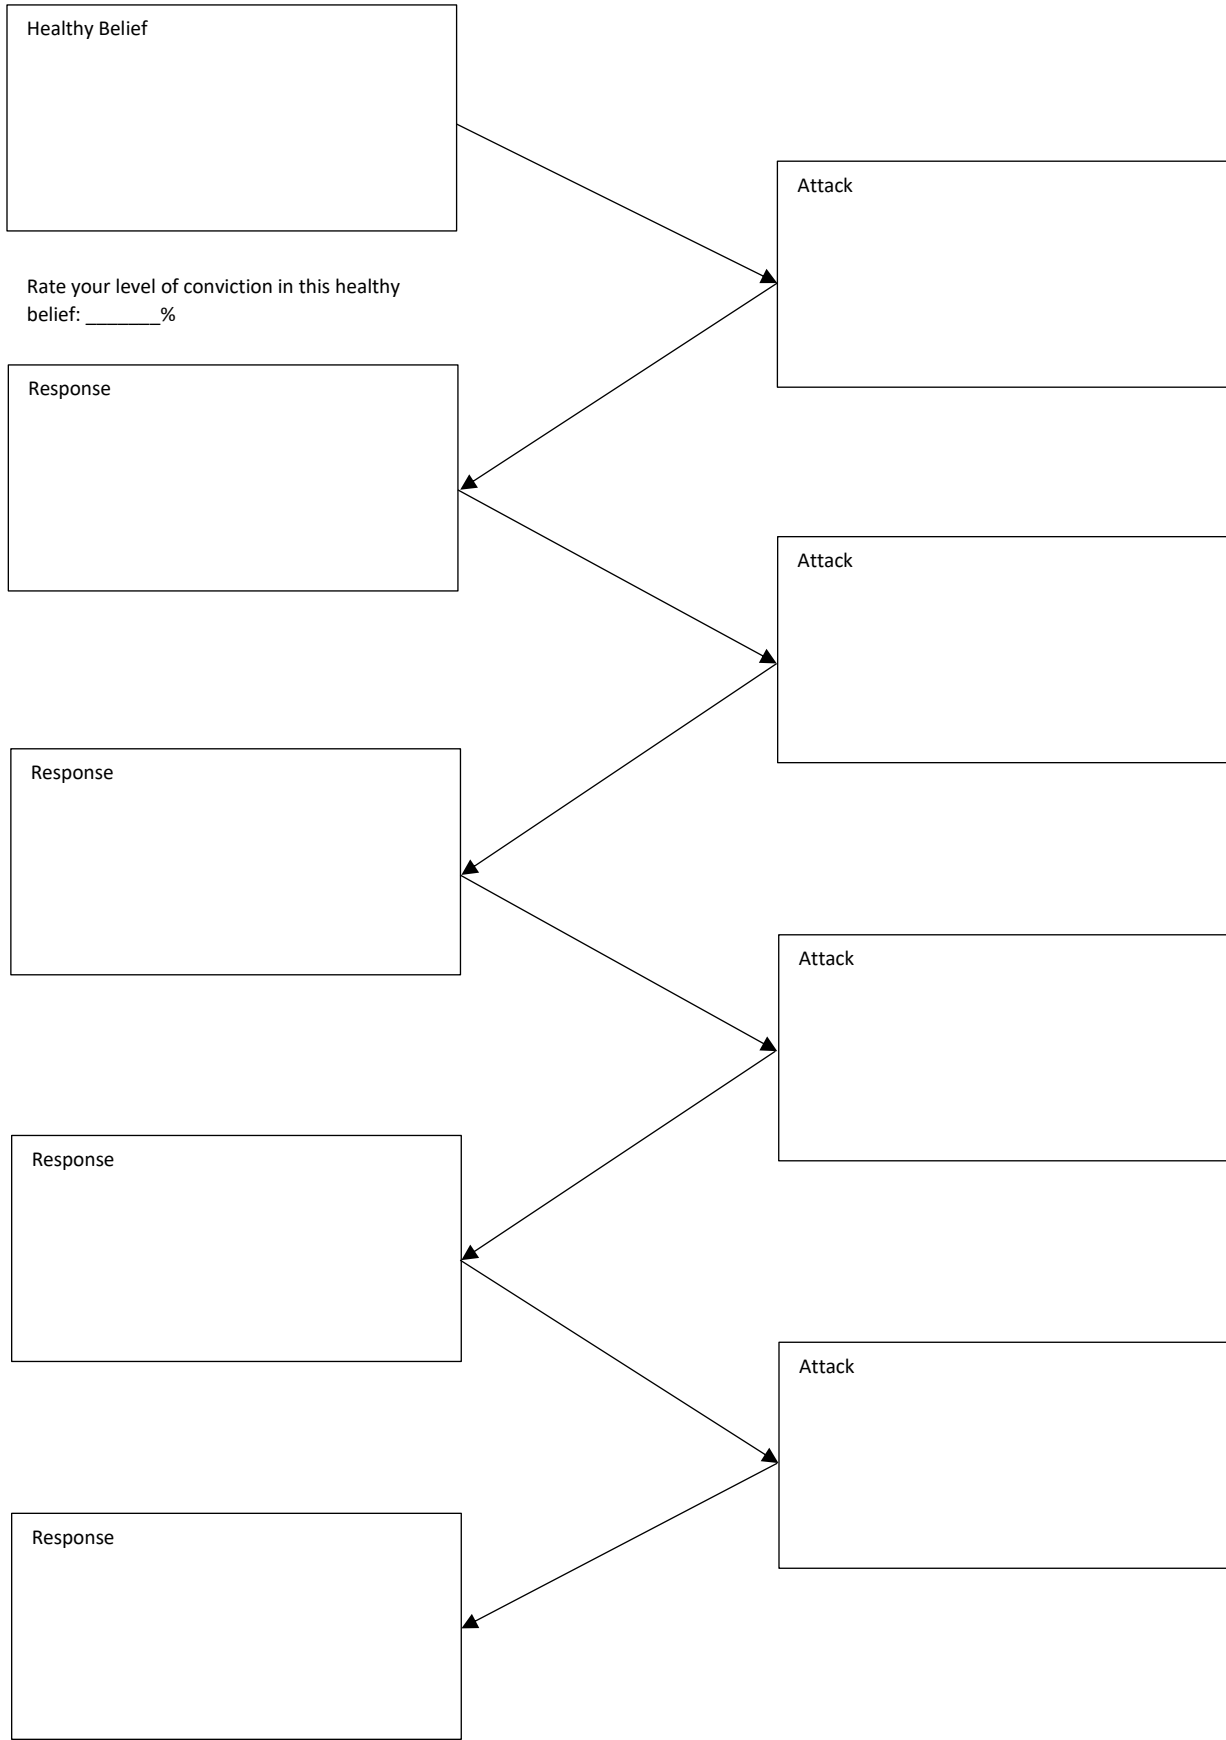 Healthy Belief
Attack
Rate your level of conviction in this healthy
belief: _______%
Response
Attack
Response
Attack
Response
Attack
Response